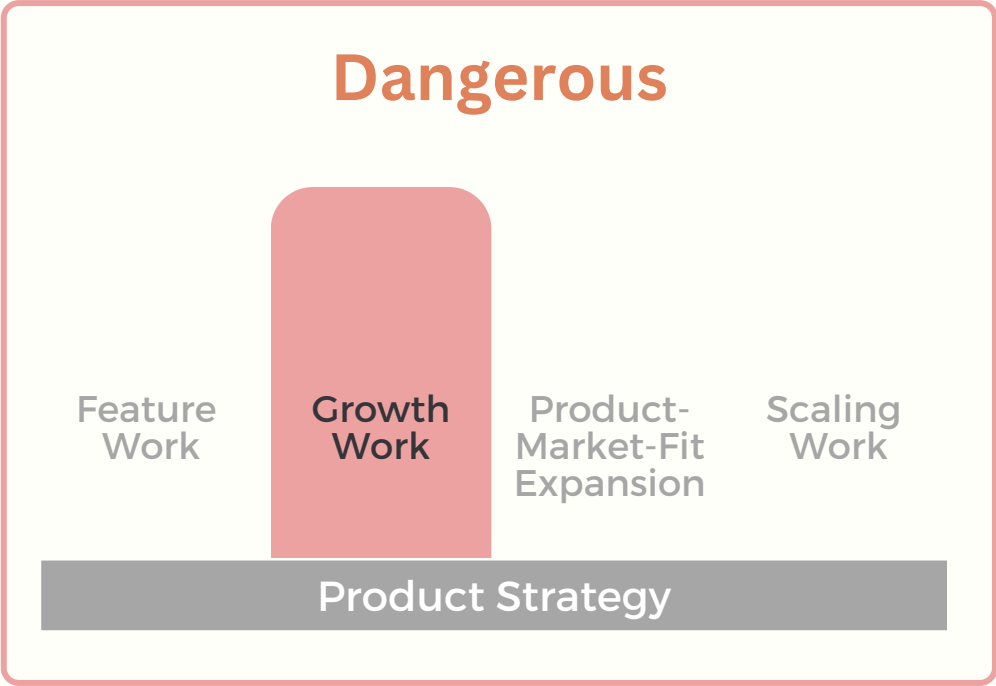 Dangerous
Feature
Work
Growth
Work
Product-
Market-Fit
Expansion
Scaling
Work
Product Strategy